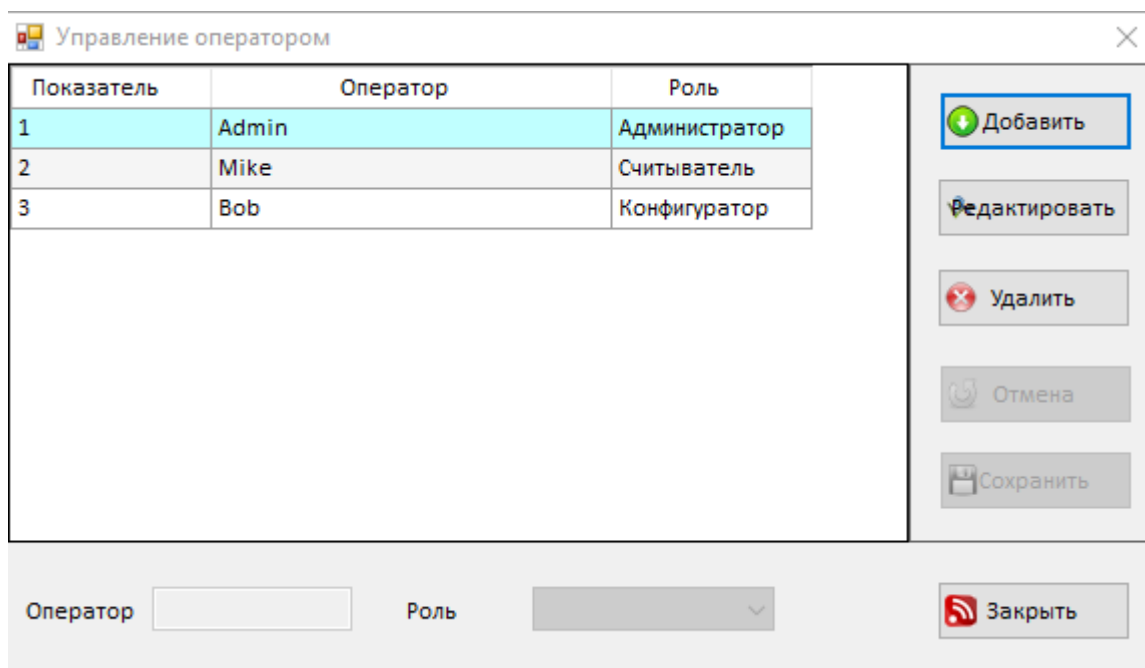 Управление оператором
Показатель Оператор Роль
1 Admin Администратор
2 Mike Считыватель
3 Bob Конфигуратор
Добавить
Редактировать
Удалить
Отмена
Сохранить
Оператор Роль Закрыть